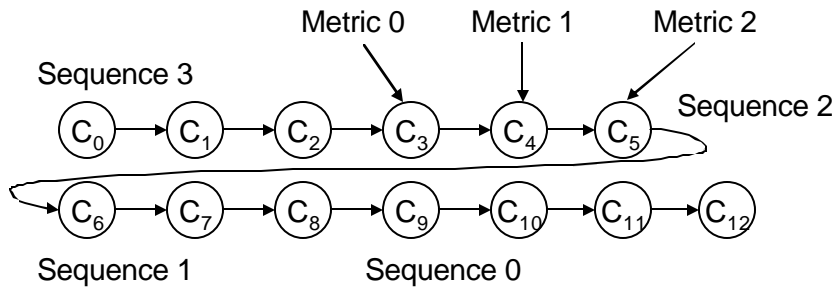 Metric 0 Metric 1 Metric 2
Sequence 3
Sequence 2
C0 C1 C2 C3 C4 C5
C6 C7 C8 C9 C10 C11 C12
Sequence 1 Sequence 0